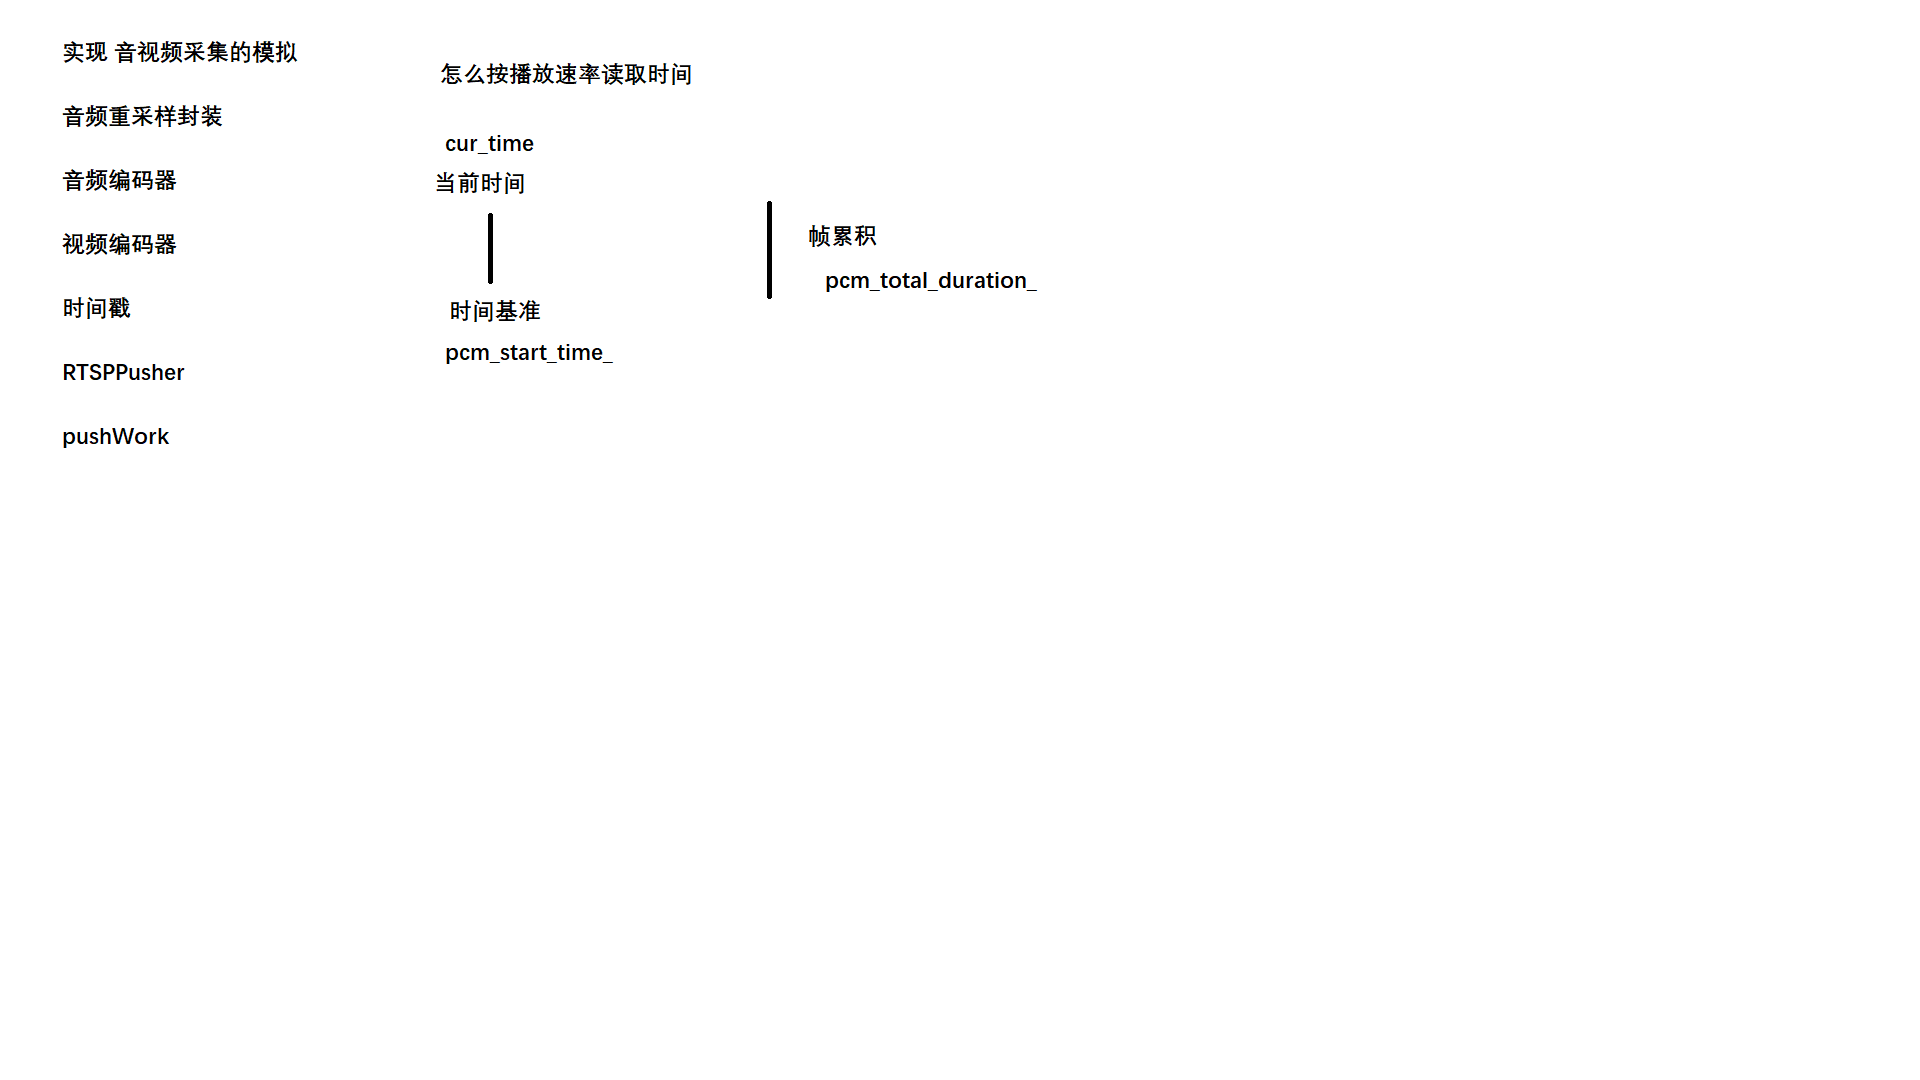 实现 音视频采集的模拟
音频重采样封装
音频编码器
视频编码器
时间戳
RTSPPusher
pushWork
怎么按播放速率读取时间
cur_time
当前时间
时间基准
pcm_start_time_
帧累积
pcm_total_duration_